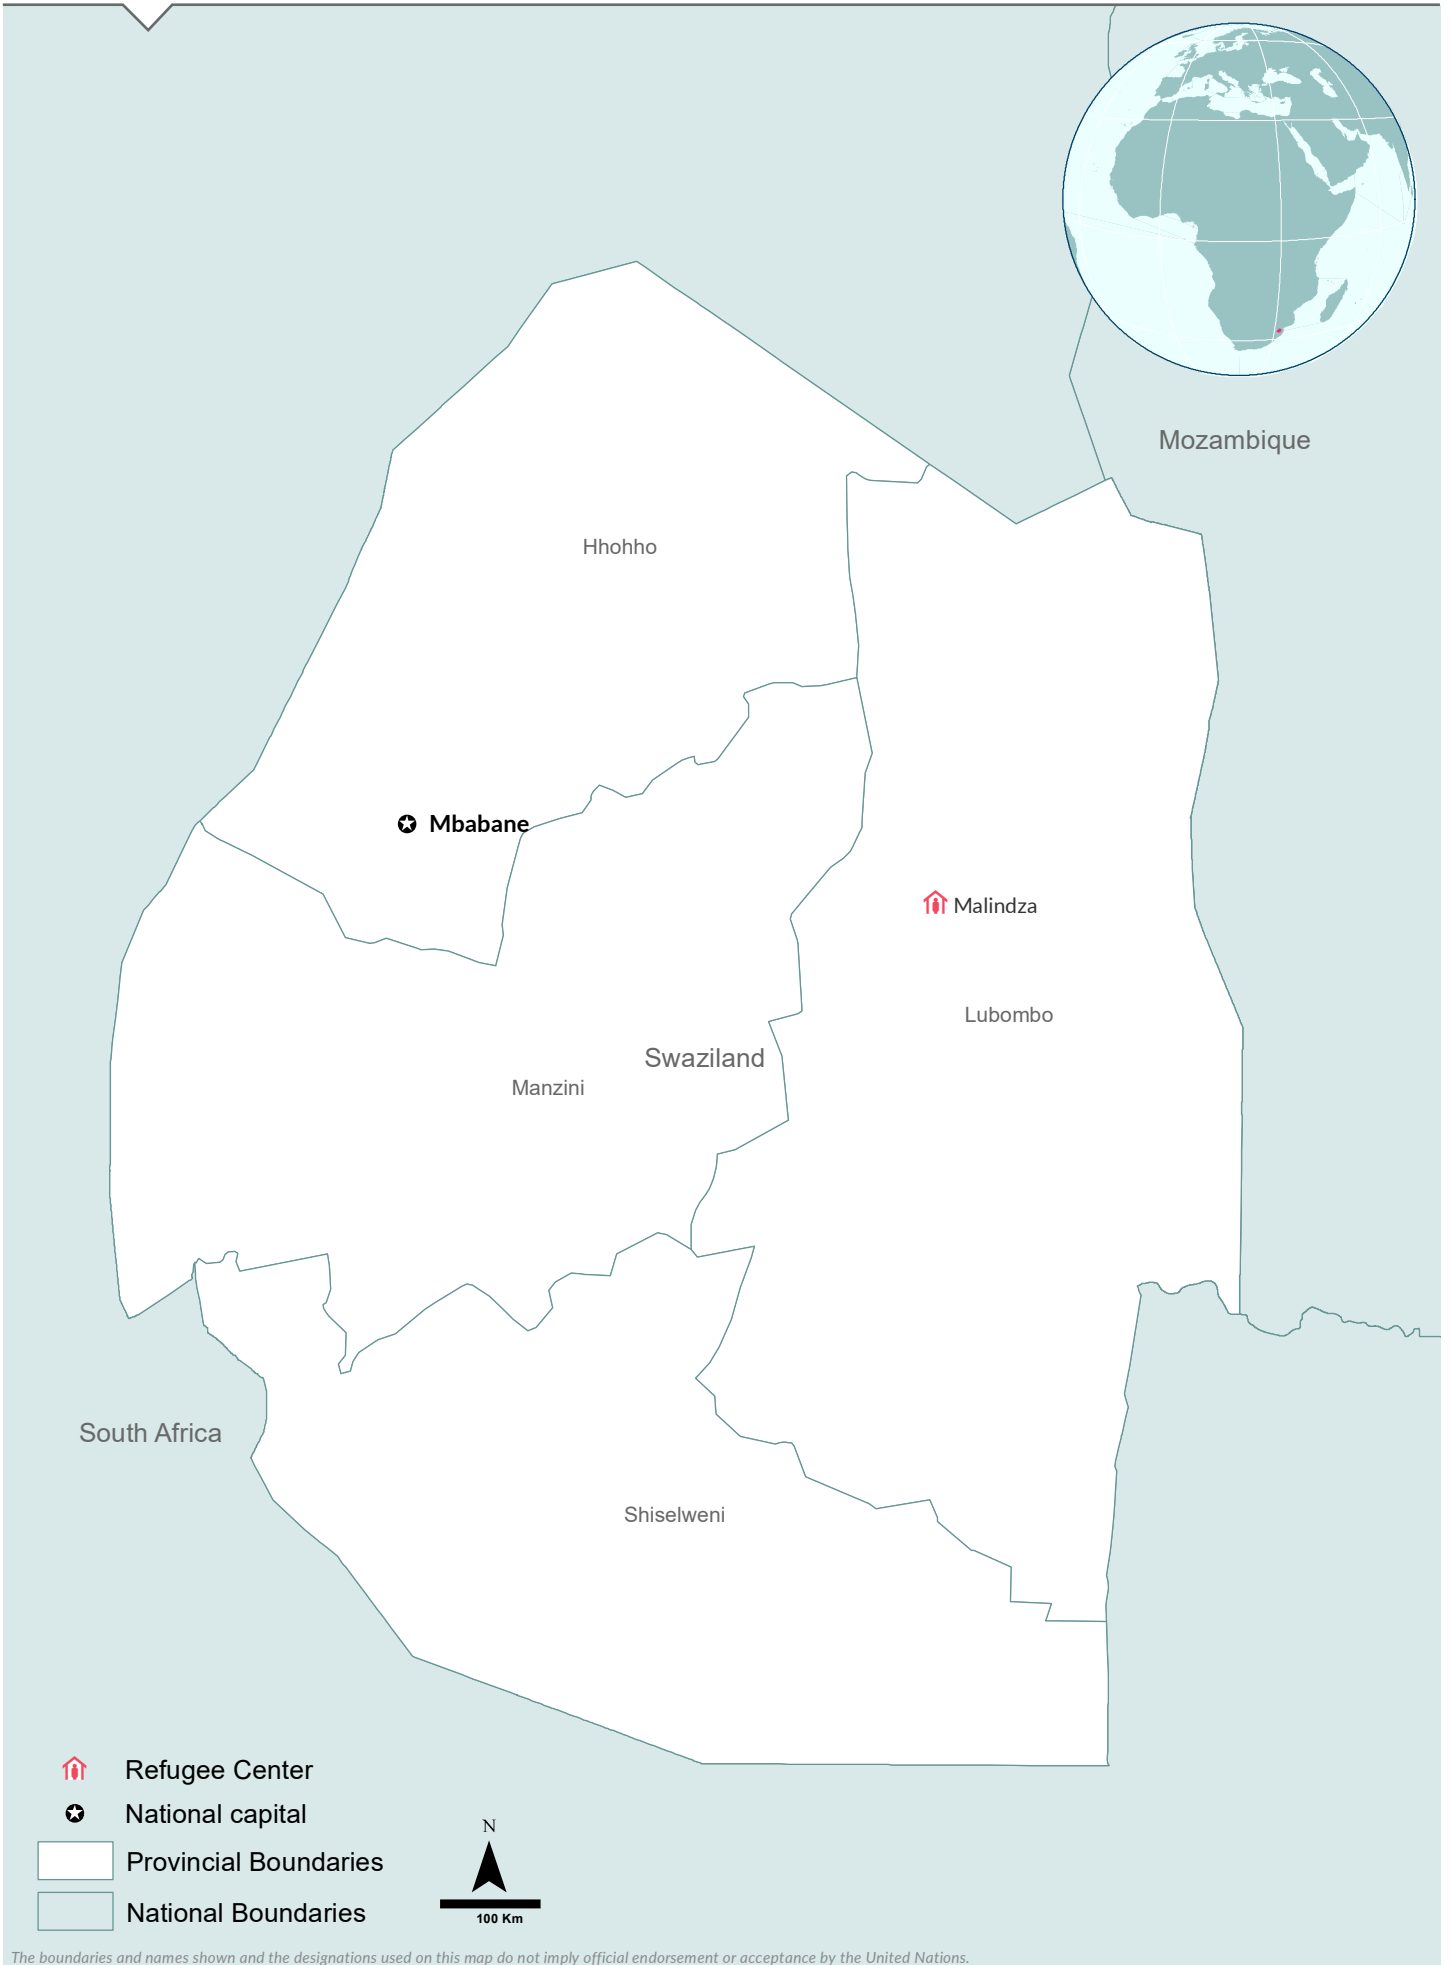 Mozambique
Hhohho
Mbabane
Malindza
Lubombo
Swaziland
Manzini
South Africa
Shiselweni
Refugee Center
National capital
N
Provincial Boundaries
National Boundaries
100 Km
The boundaries and names shown and the designations used on this map do not imply official endorsement or acceptance by the United Nations.